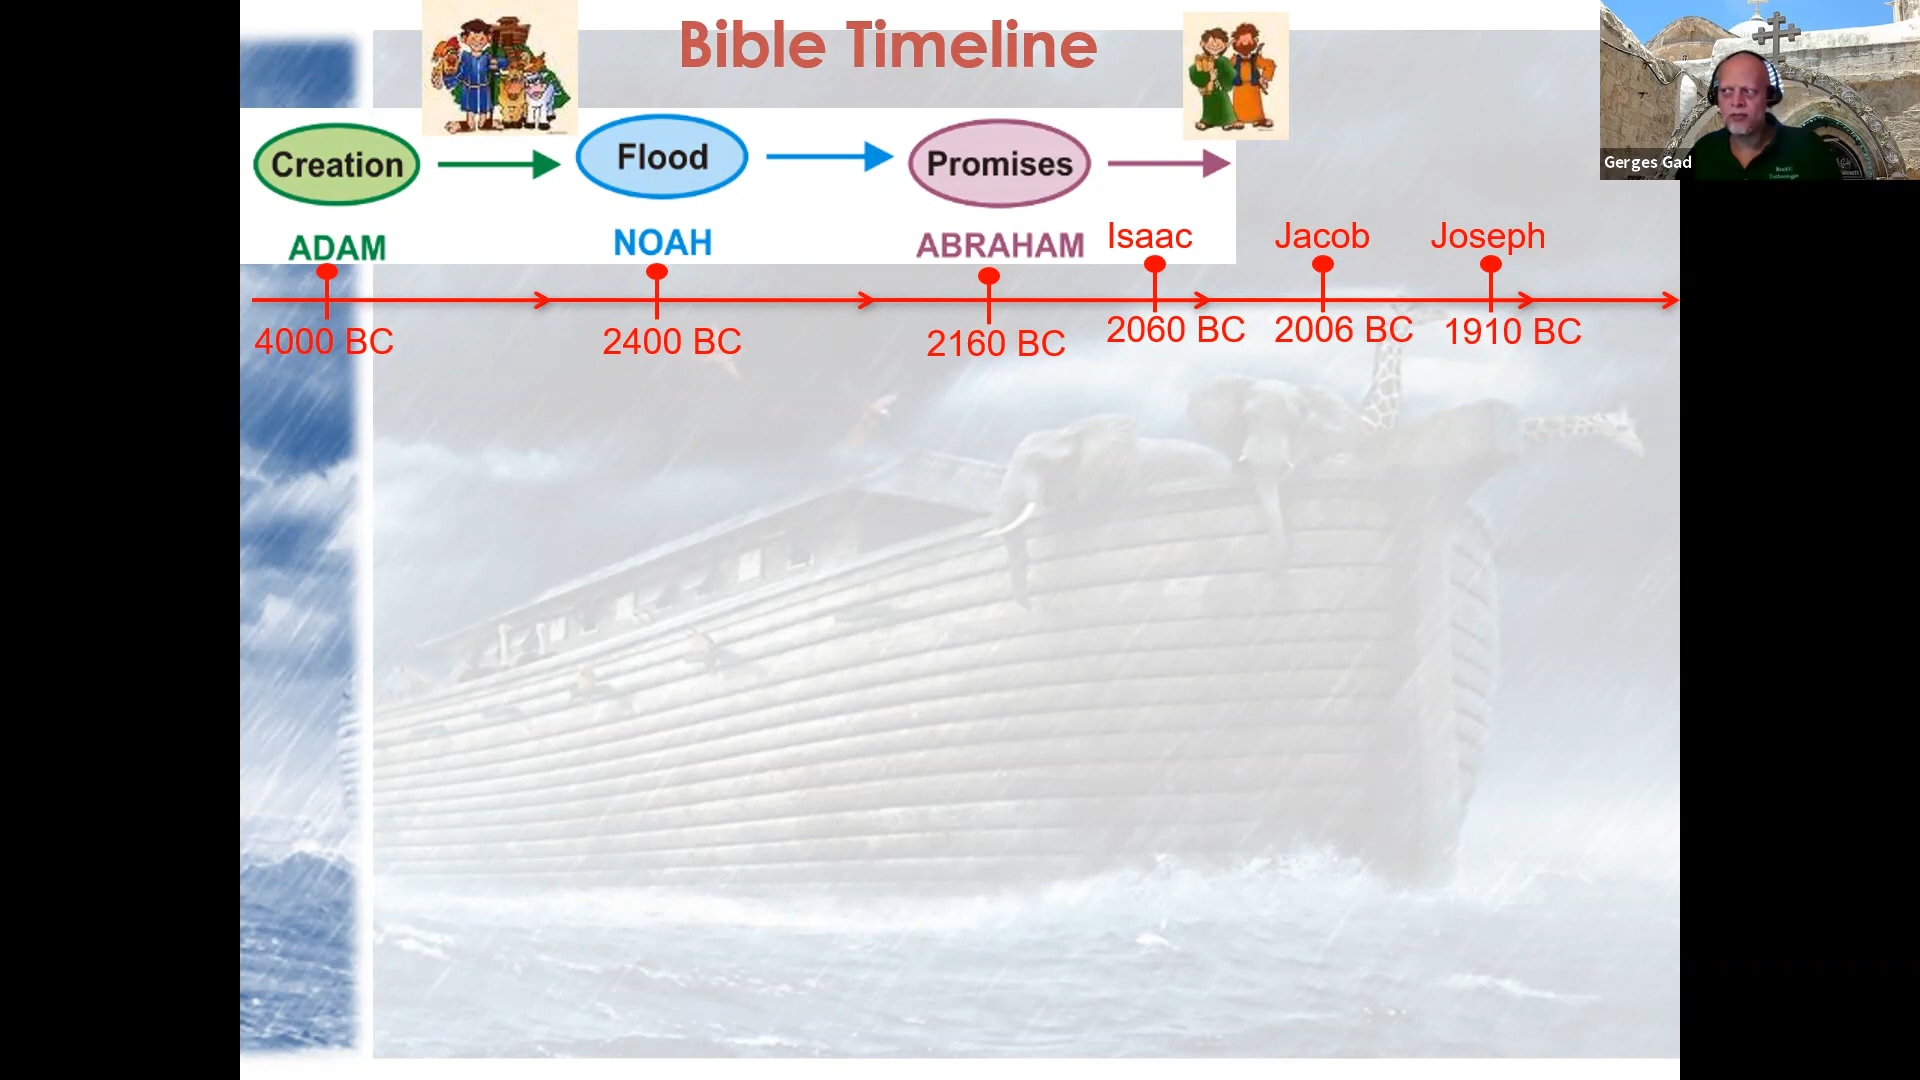 Bible Timeline
Creation
Flood
Promises
ADAM
NOAH
ABRAHAM
Isaac
Jacob
Joseph
4000 BC
2400 BC
2160 BC
2060 BC
2006 BC
1910 BC
Gerges Gad